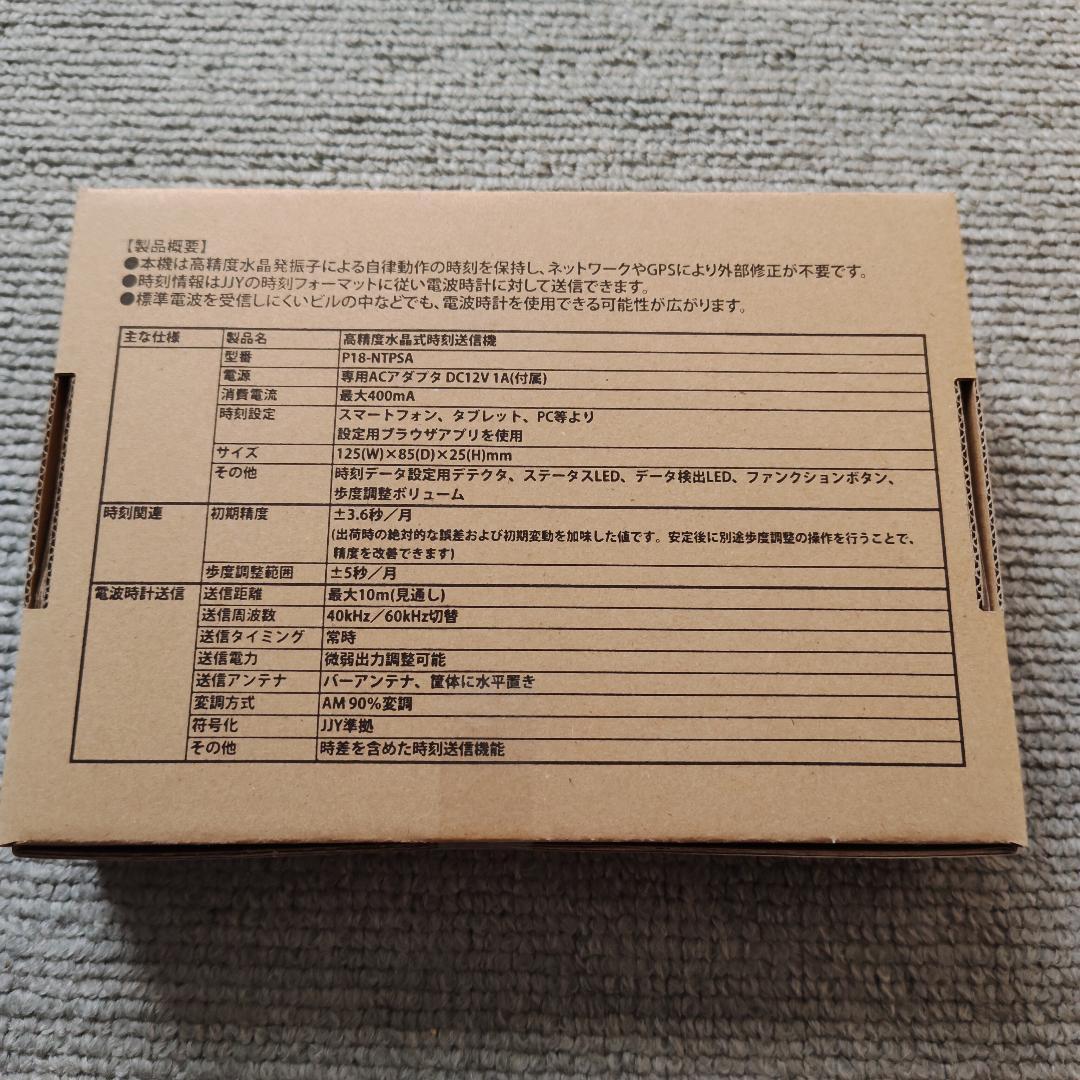 【製品概要】
●本機は高精度水晶発振子による自律動作の時刻を保持し、ネットワークやGPSにより外部修正が不要です。
●時刻情報はJJYの時刻フォーマットに従い電波時計に対して送信できます。
●標準電波を受信しにくいビルの中などでも、電波時計を使用できる可能性が広がります。
主な仕様 製品名 高精度水晶式時刻送信機
型番 P18-NTPSA
電源 専用ACアダプタ DC12V 1A(付属)
消費電流 最大400mA
時刻設定 スマートフォン、タブレット、PC等より
設定用ブラウザアプリを使用
サイズ 125(W)×85(D)×25(H)mm
その他 時刻データ設定用デテクタ、ステータスLED、データ検出LED、ファンクションボタン、
歩度調整ボリューム
時刻関連 初期精度 ±3.6秒/月
(出荷時の絶対的な誤差および初期変動を加味した値です。安定後に別途歩度調整の操作を行うことで、
精度を改善できます)
歩度調整範囲 ±5秒/月
電波時計送信 送信距離 最大10m(見通し)
送信周波数 40kHz/60kHz切替
送信タイミング 常時
送信電力 微弱出力調整可能
送信アンテナ バーアンテナ、筐体に水平置き
変調方式 AM 90%変調
符号化 JJY準拠
その他 時差を含めた時刻送信機能